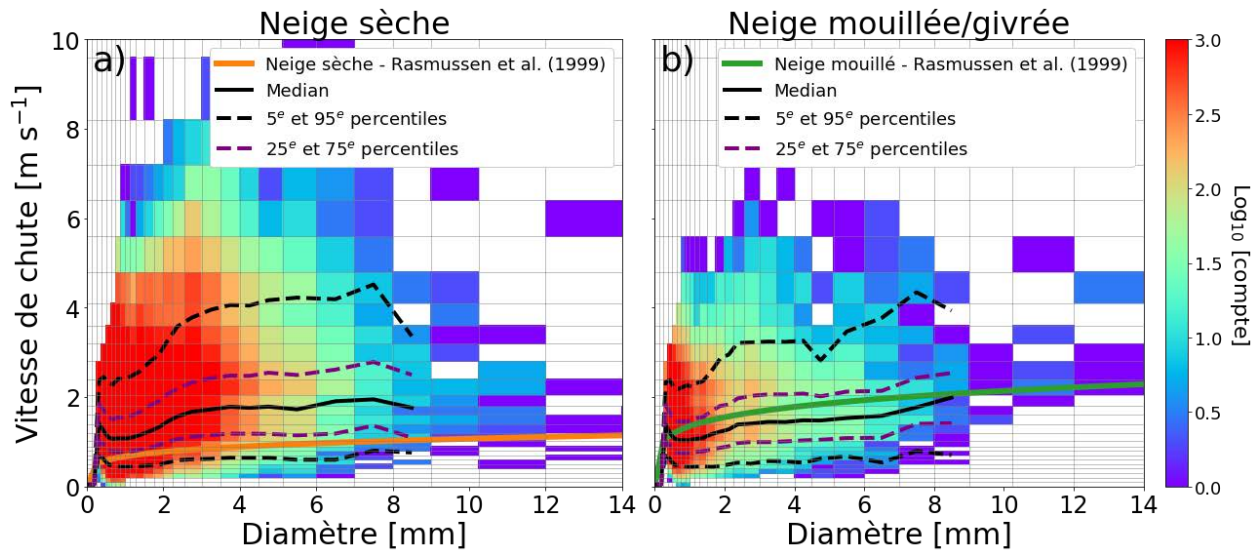 Neige sèche
a)
Neige sèche - Rasmussen et al. (1999)
Median
5e et 95e percentiles
25e et 75e percentiles
Vitesse de chute [m s−1]
10
8
6
4
2
0
0 2 4 6 8 10 12 14
Diamètre [mm]
Neige mouillée/givrée
b)
Neige mouillé - Rasmussen et al. (1999)
Median
5e et 95e percentiles
25e et 75e percentiles
0 2 4 6 8 10 12 14
Diamètre [mm]
3.0
2.5
2.0
1.5
1.0
0.5
0.0
Log10 [compte]